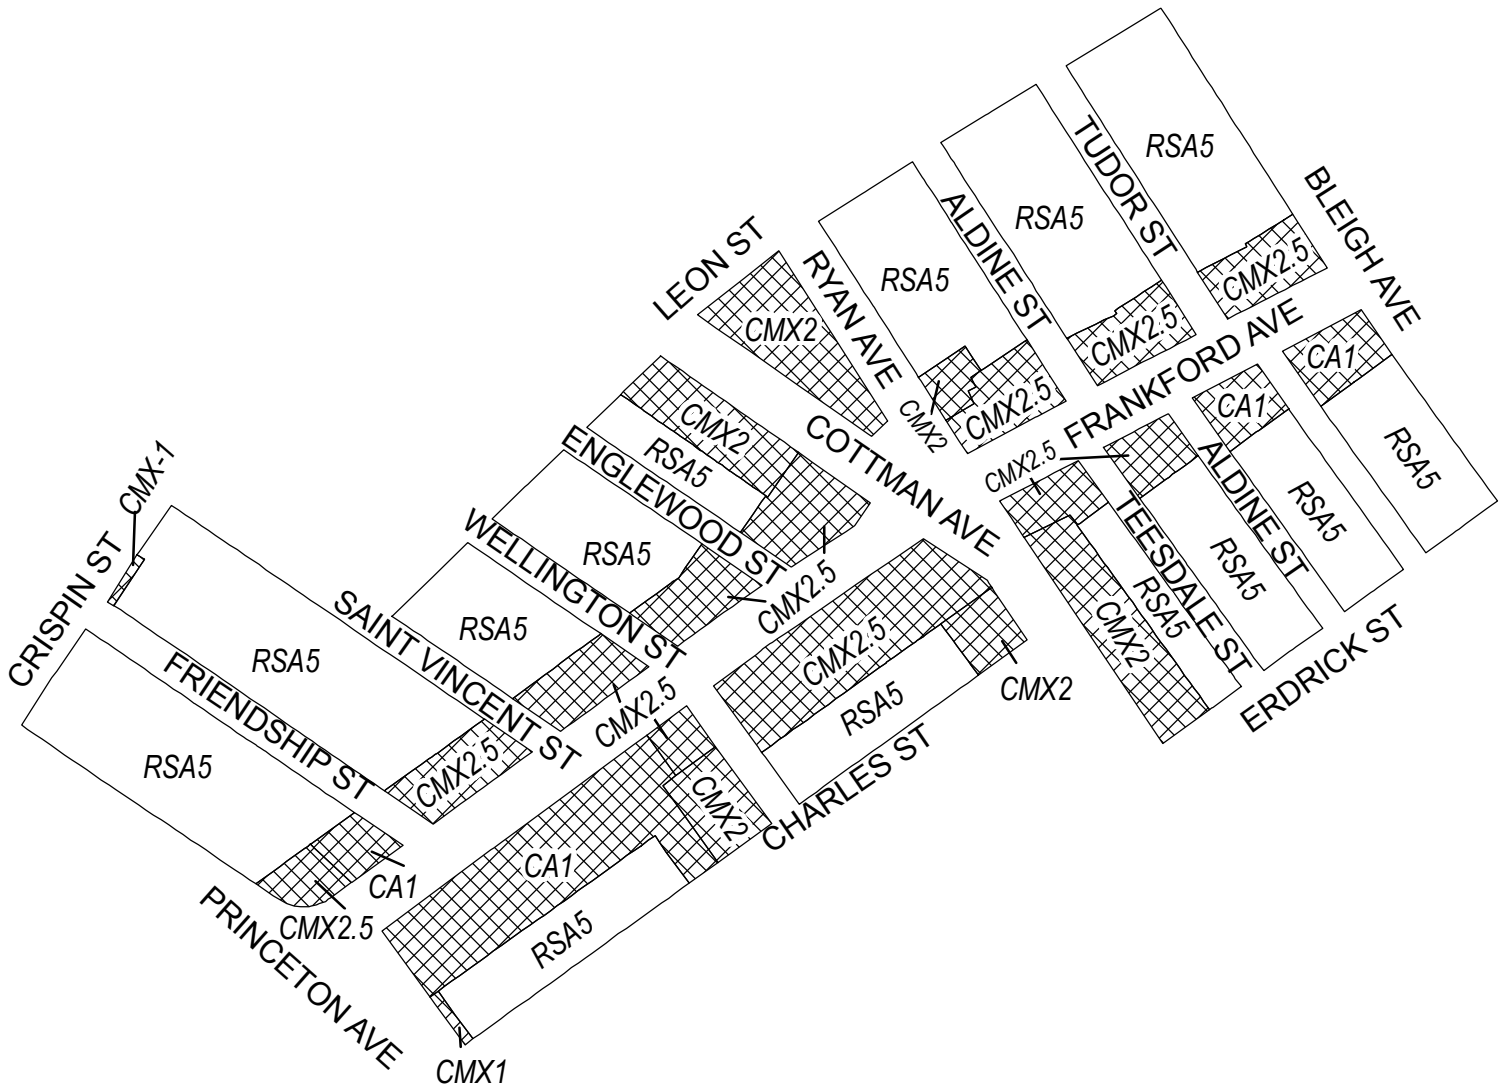 TUDOR ST
RSA5
BLEIGH AVE
RSA5
ALDINE ST
LEON ST
RYAN AVE
RSA5
CMX2.5
CMX2
CMX2.5
FRANKFORD AVE
CA1
CMX2
CMX2.5
CMX2
COTTMAN AVE
CMX2.5
CA1
ENGLEWOOD ST
RSA5
ALDINE ST
RSA5
CMX-1
TEESDALE ST
RSA5
WELLINGTON ST
RSA5
CMX2.5
RSA5
RSA5
CRISPIN ST
SAINT VINCENT ST
RSA5
CMX2.5
CMX2
ERDRICK ST
RSA5
FRIENDSHIP ST
CMX2.5
RSA5
CMX2
CHARLES ST
RSA5
CMX2.5
CMX2
CA1
CA1
CMX2.5
RSA5
PRINCETON AVE
CMX1